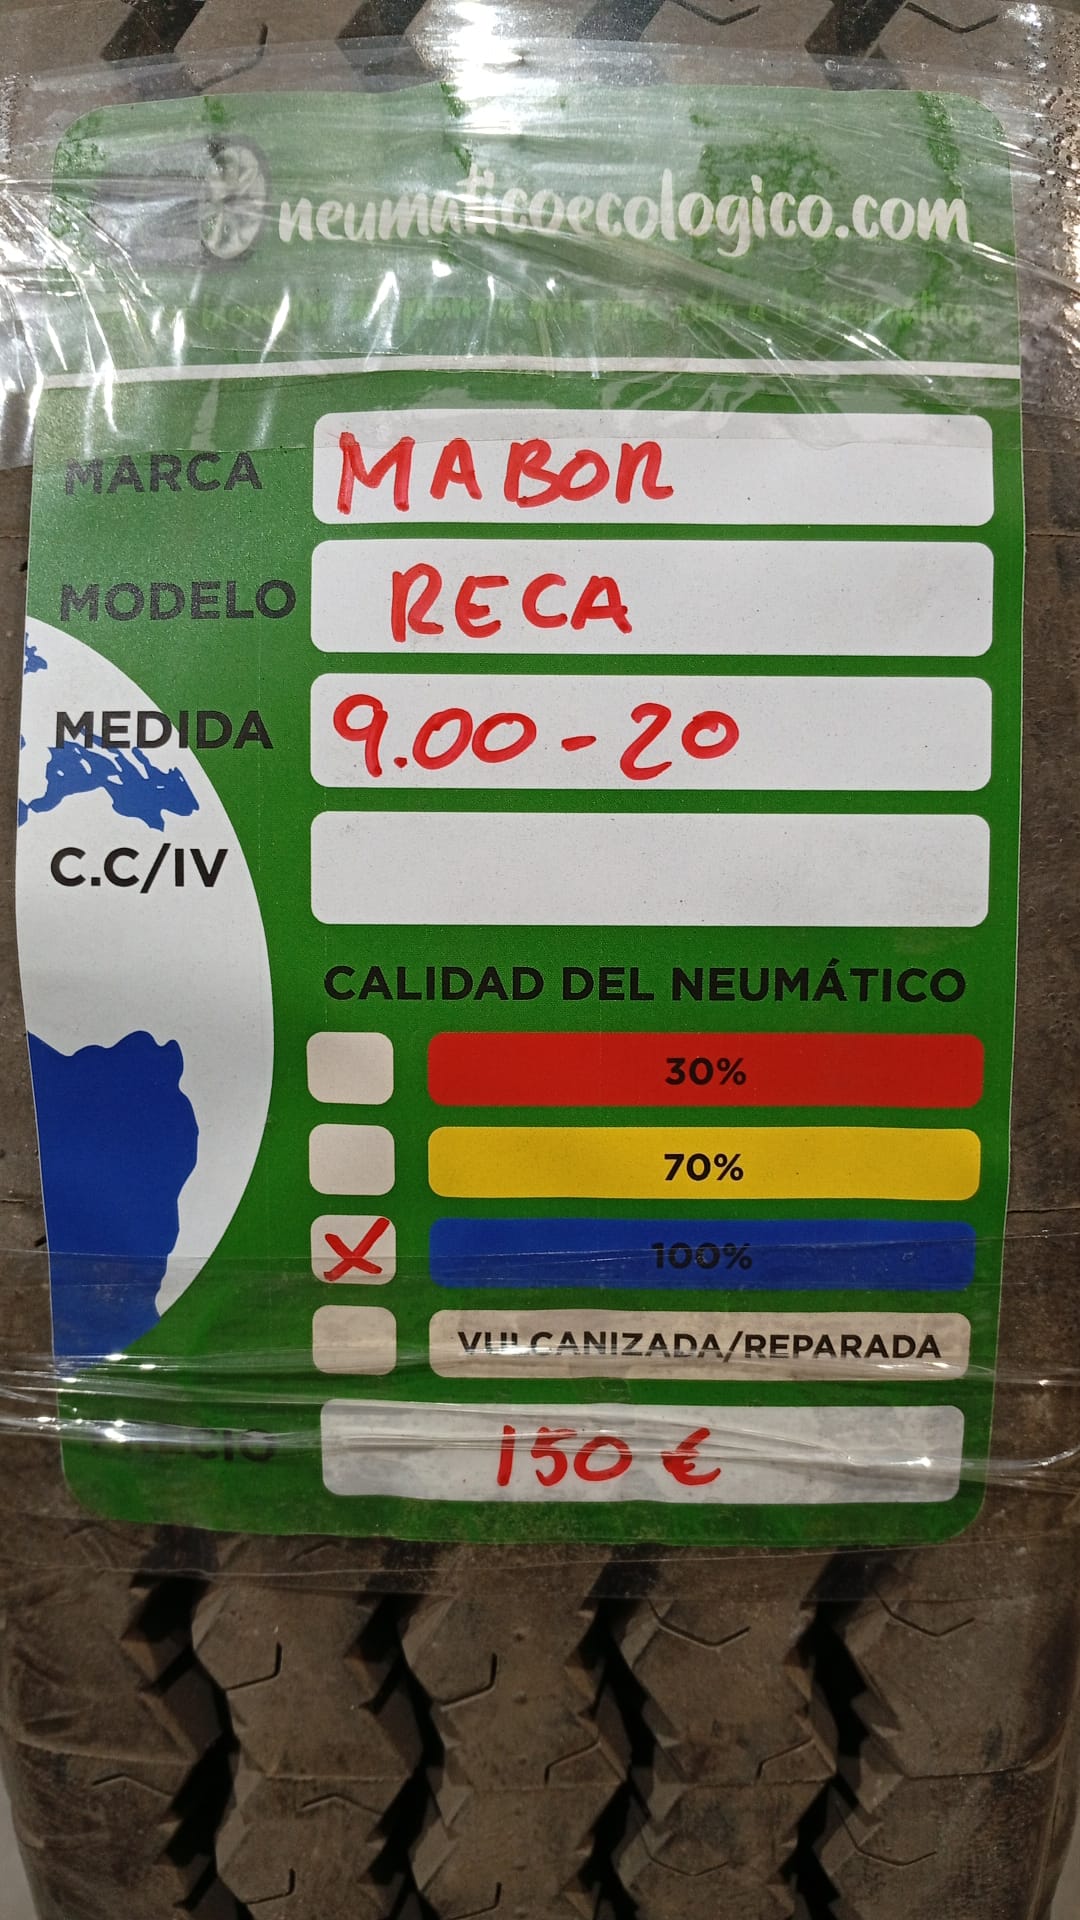 neumaticoecologico.com
MARCA MABOR
MODELO RECA
MEDIDA 9.00-20
C.C/IV
CALIDAD DEL NEUMÁTICO
30%
70%
X 100%
VULCANIZADA/REPARADA
PRECIO 150 €